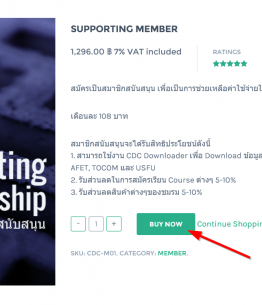 SUPPORTING MEMBER
1,296.00 ฿ 7% VAT included
RATINGS
สมัครเป็นสมาชิกสนับสนุน เพื่อเป็นการช่วยเหลือค่าใช้จ่าย
เดือนละ 108 บาท
สมาชิกสนับสนุนจะได้รับสิทธิประโยชน์ดังนี้
1. สามารถใช้งาน CDC Downloader เพื่อ Download ข้อมูล
AFET, TOCOM และ USFU
2. รับส่วนลดในการสมัครเรียน Course ต่างๆ 5-10%
3. รับส่วนลดสินค้าต่างๆของชมรม 5-10%
ting
ship
สนับสนุน
- 1 + BUY NOW Continue Shoppin
SKU: CDC-M01. CATEGORY: MEMBER.